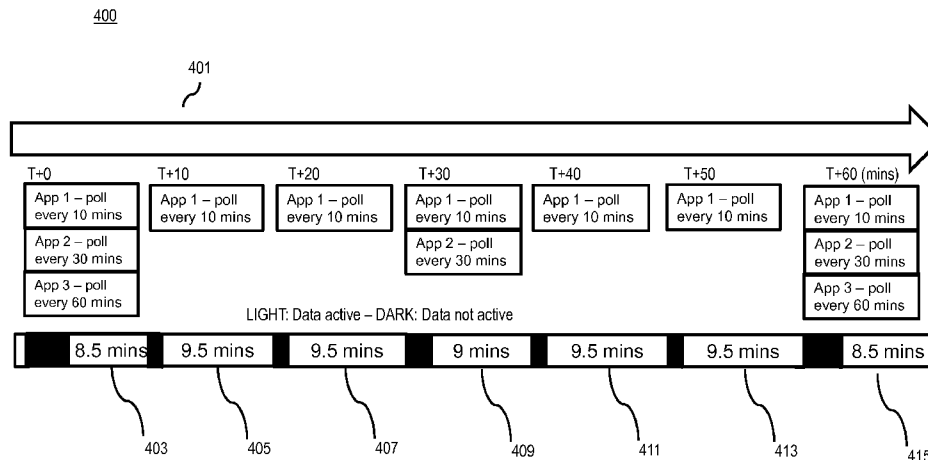 400
401
T+0
T+10
T+20
T+30
T+40
T+50
T+60 (mins)
App 1 – poll
every 10 mins
App 2 – poll
every 30 mins
App 3 – poll
every 60 mins
App 1 – poll
every 10 mins
App 1 – poll
every 10 mins
App 1 – poll
every 10 mins
App 2 – poll
every 30 mins
App 1 – poll
every 10 mins
App 1 – poll
every 10 mins
App 1 – poll
every 10 mins
App 2 – poll
every 30 mins
App 3 – poll
every 60 mins
LIGHT: Data active – DARK: Data not active
8.5 mins
9.5 mins
9.5 mins
9 mins
9.5 mins
9.5 mins
8.5 mins
403
405
407
409
411
413
415